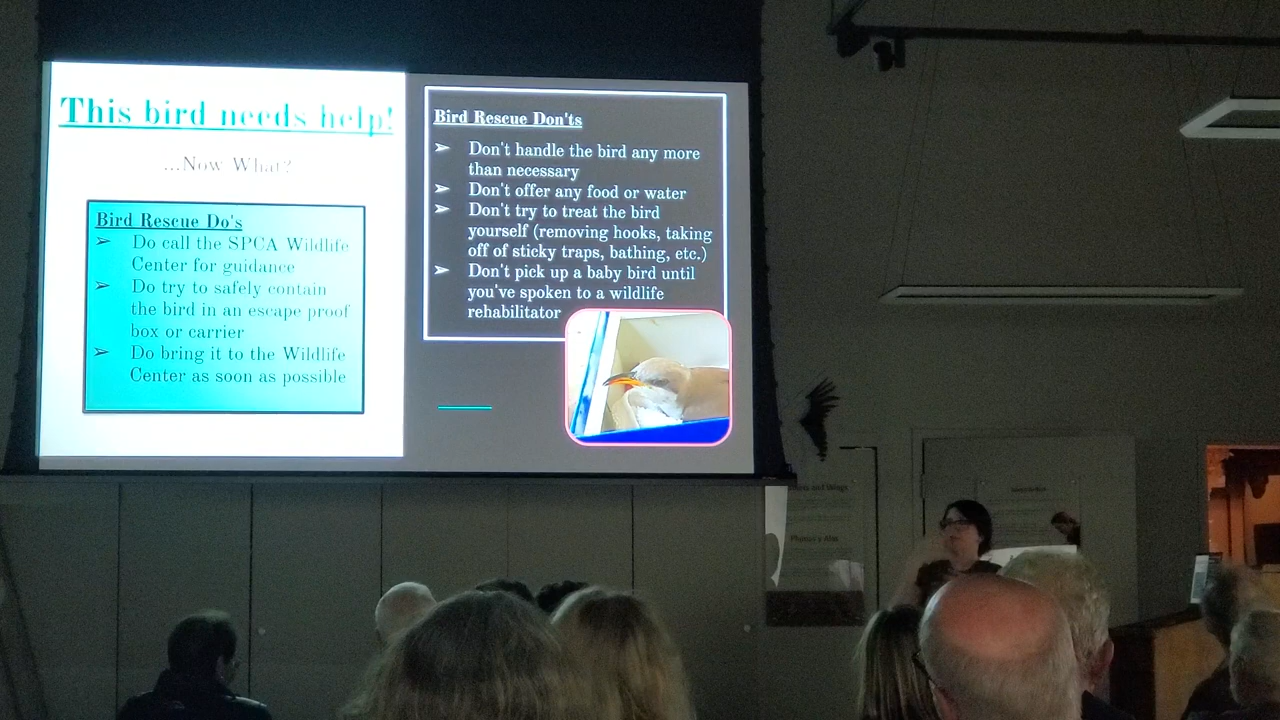 This bird needs help!
...Now What?
Bird Rescue Do's
➢ Do call the SPCA Wildlife
Center for guidance
➢ Do try to safely contain
the bird in an escape proof
box or carrier
➢ Do bring it to the Wildlife
Center as soon as possible
Bird Rescue Don'ts
➢ Don't handle the bird any more
than necessary
➢ Don't offer any food or water
➢ Don't try to treat the bird
yourself (removing hooks, taking
off of sticky traps, bathing, etc.)
➢ Don't pick up a baby bird until
you've spoken to a wildlife
rehabilitator
and Wings